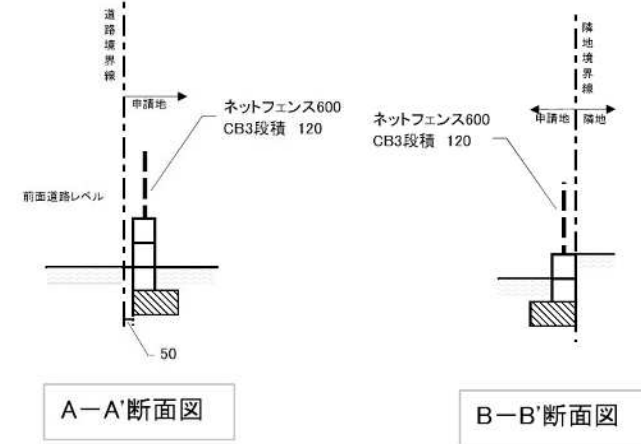 道路境界線
申請地
ネットフェンス600
CB3段積 120
前面道路レベル
50
A-A'断面図
隣地境界線
申請地 隣地
ネットフェンス600
CB3段積 120
B-B'断面図